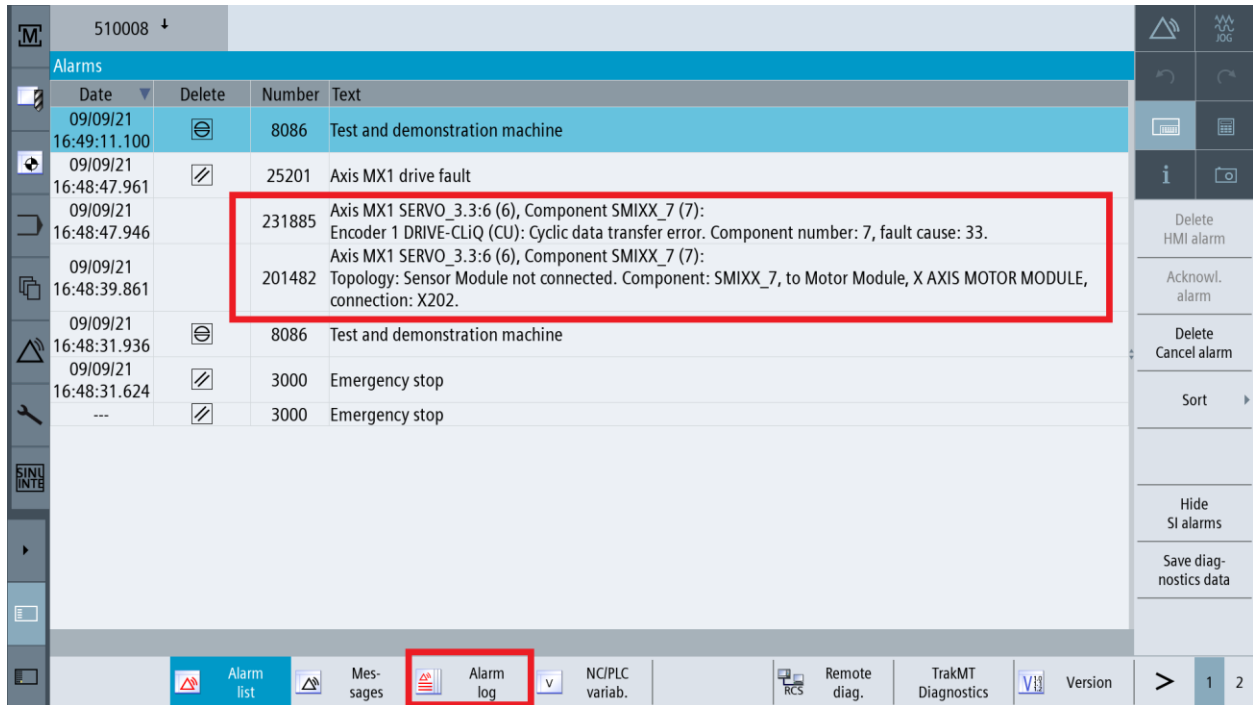 M
510008
JOG
Alarms
Date Delete Number Text
09/09/21
16:49:11.100
8086 Test and demonstration machine
09/09/21
16:48:47.961
25201 Axis MX1 drive fault
09/09/21
16:48:47.946
231885
Axis MX1 SERVO_3.3:6 (6), Component SMIXX_7 (7):
Encoder 1 DRIVE-CLiQ (CU): Cyclic data transfer error. Component number: 7, fault cause: 33.
09/09/21
16:48:39.861
201482
Axis MX1 SERVO_3.3:6 (6), Component SMIXX_7 (7):
Topology: Sensor Module not connected. Component: SMIXX_7, to Motor Module, X AXIS MOTOR MODULE,
connection: X202.
09/09/21
16:48:31.936
8086 Test and demonstration machine
09/09/21
16:48:31.624
3000 Emergency stop
--- 3000 Emergency stop
SINU
INTE
i
Delete
HMI alarm
Acknowl.
alarm
Delete
Cancel alarm
Sort
Hide
SI alarms
Save diag-
nostics data
Alarm
list
Mes-
sages
Alarm
log
V
NC/PLC
variab.
RCS
Remote
diag.
TrakMT
Diagnostics
Version
> 1 2